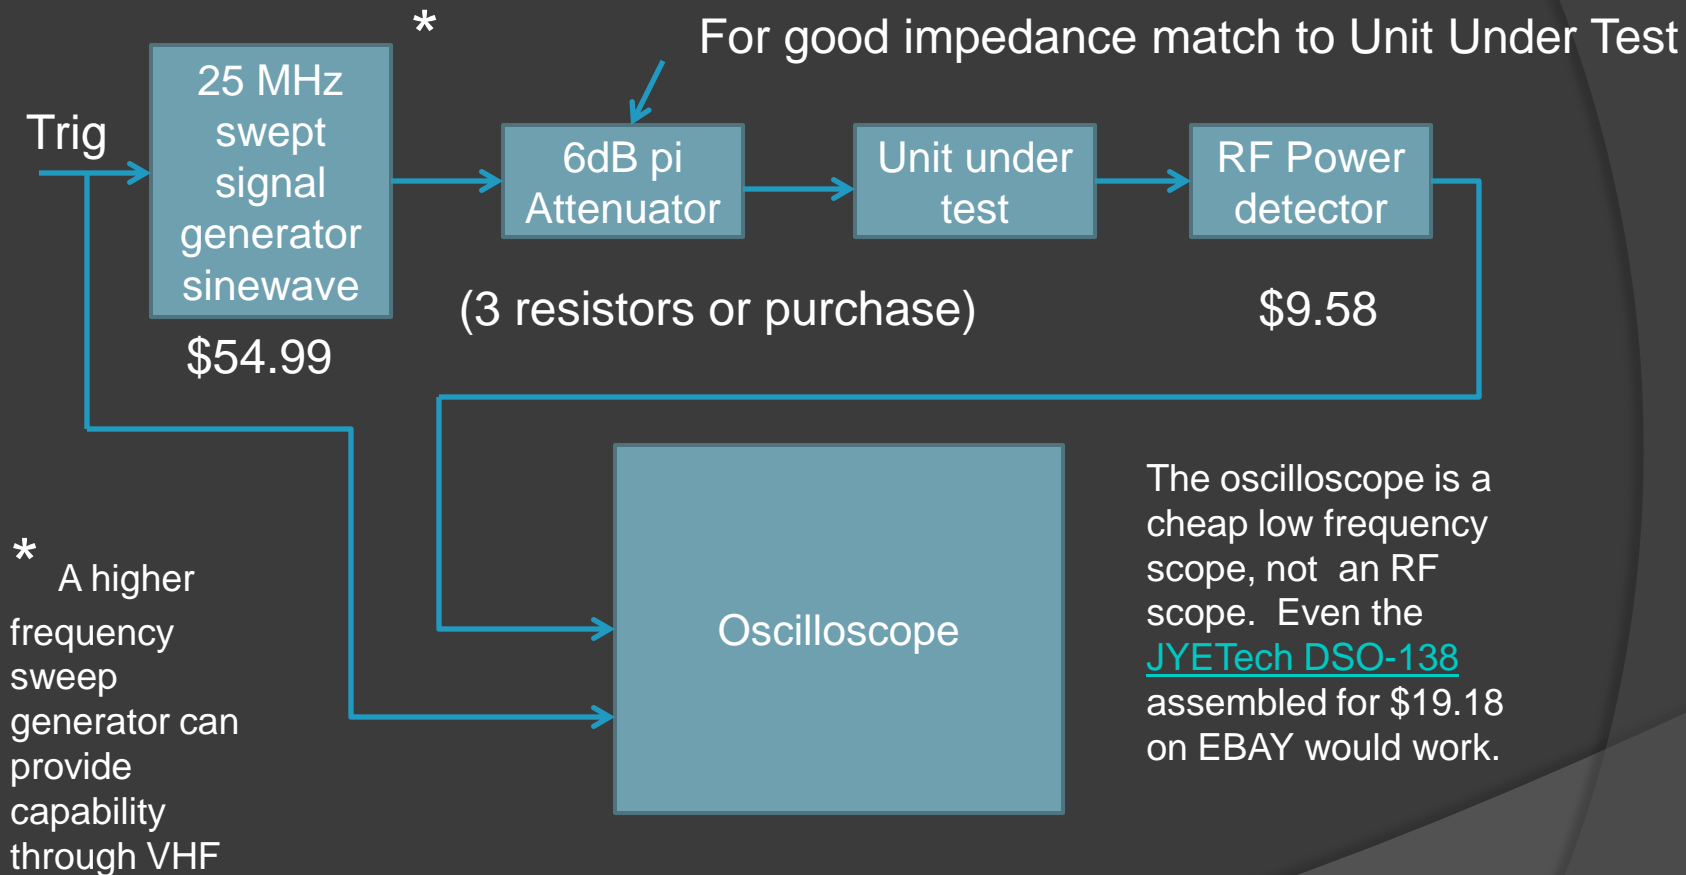 *
For good impedance match to Unit Under Test
Trig
25 MHz
swept
signal
generator
sinewave
6dB pi
Attenuator
Unit under
test
RF Power
detector
$54.99
(3 resistors or purchase)
$9.58
Oscilloscope
The oscilloscope is a
cheap low frequency
scope, not  an RF
scope.  Even the
JYETech DSO-138
assembled for $19.18
on EBAY would work.
* A higher
frequency
sweep
generator can
provide
capability
through VHF